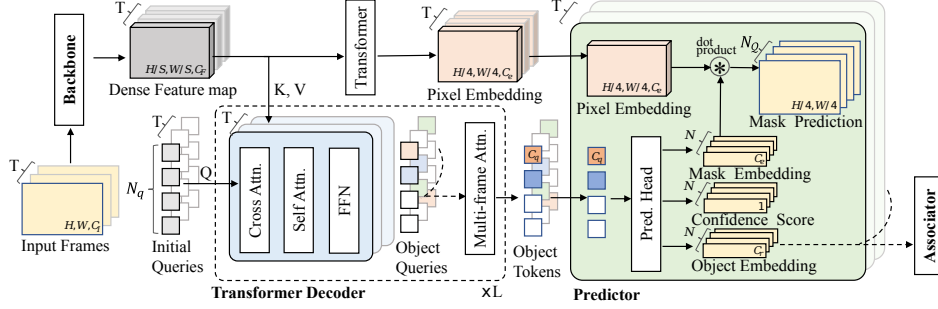 T
Backbone
H/S,W/S,C_F
Dense Feature map
Transformer
T
H/4,W/4,C_e
Pixel Embedding
T
H/4,W/4,C_e
Pixel Embedding
dot
product
N_Q
H/4,W/4
Mask Prediction
K, V
T
H,W,C_I
Input Frames
T
N_q
Initial
Queries
Q
T
Cross Attn.
Self Attn.
FFN
Object
Queries
Multi-frame Attn.
Transformer Decoder
xL
C_q
Object
Tokens
C_q
Pred. Head
N
C_e
Mask Embedding
N
1
Confidence Score
N
Object Embedding
Predictor
Associator